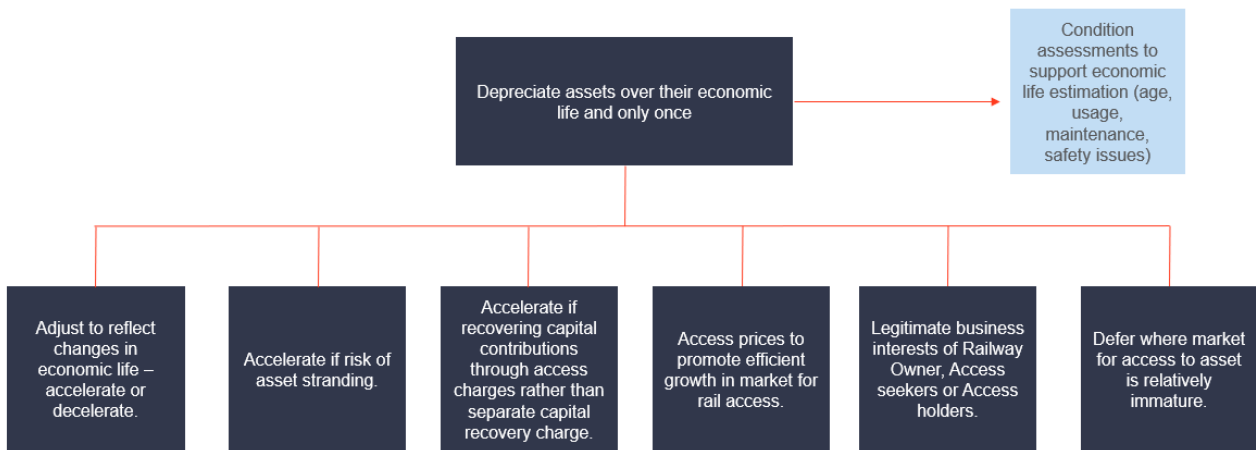 Condition
assessments to
support economic
life estimation (age,
usage,
maintenance,
safety issues)
Depreciate assets over their economic
life and only once
Adjust to reflect
changes in
economic life –
accelerate or
decelerate.
Accelerate if risk of
asset stranding.
Accelerate if
recovering capital
contributions
through access
charges rather than
separate capital
recovery charge.
Access prices to
promote efficient
growth in market for
rail access.
Legitimate business
interests of Railway
Owner, Access
seekers or Access
holders.
Defer where market
for access to asset
is relatively
immature.